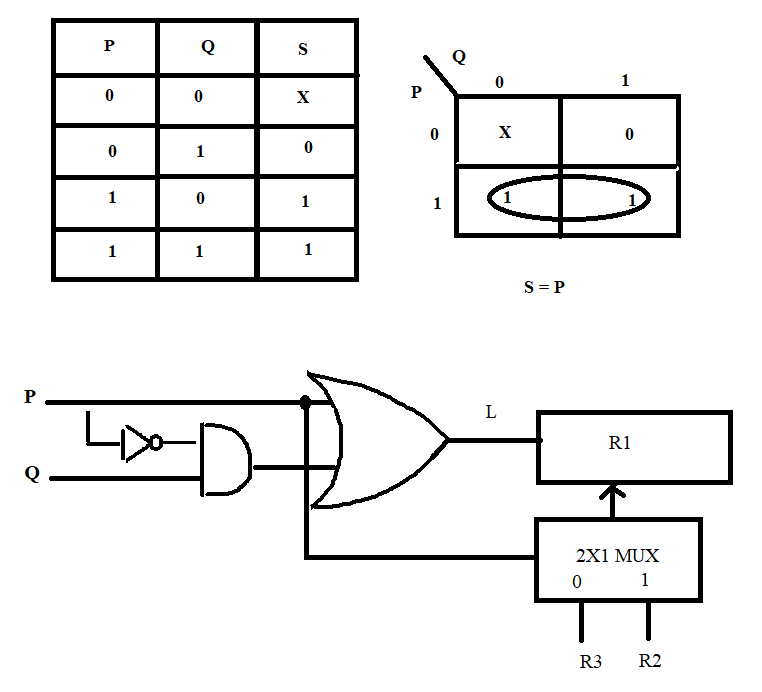 P Q S
0 0 X
0 1 0
1 0 1
1 1 1
Q
P
0 1
0 X 0
1 1 1
S = P
P
Q
L
R1
2X1 MUX
0 1
R3 R2